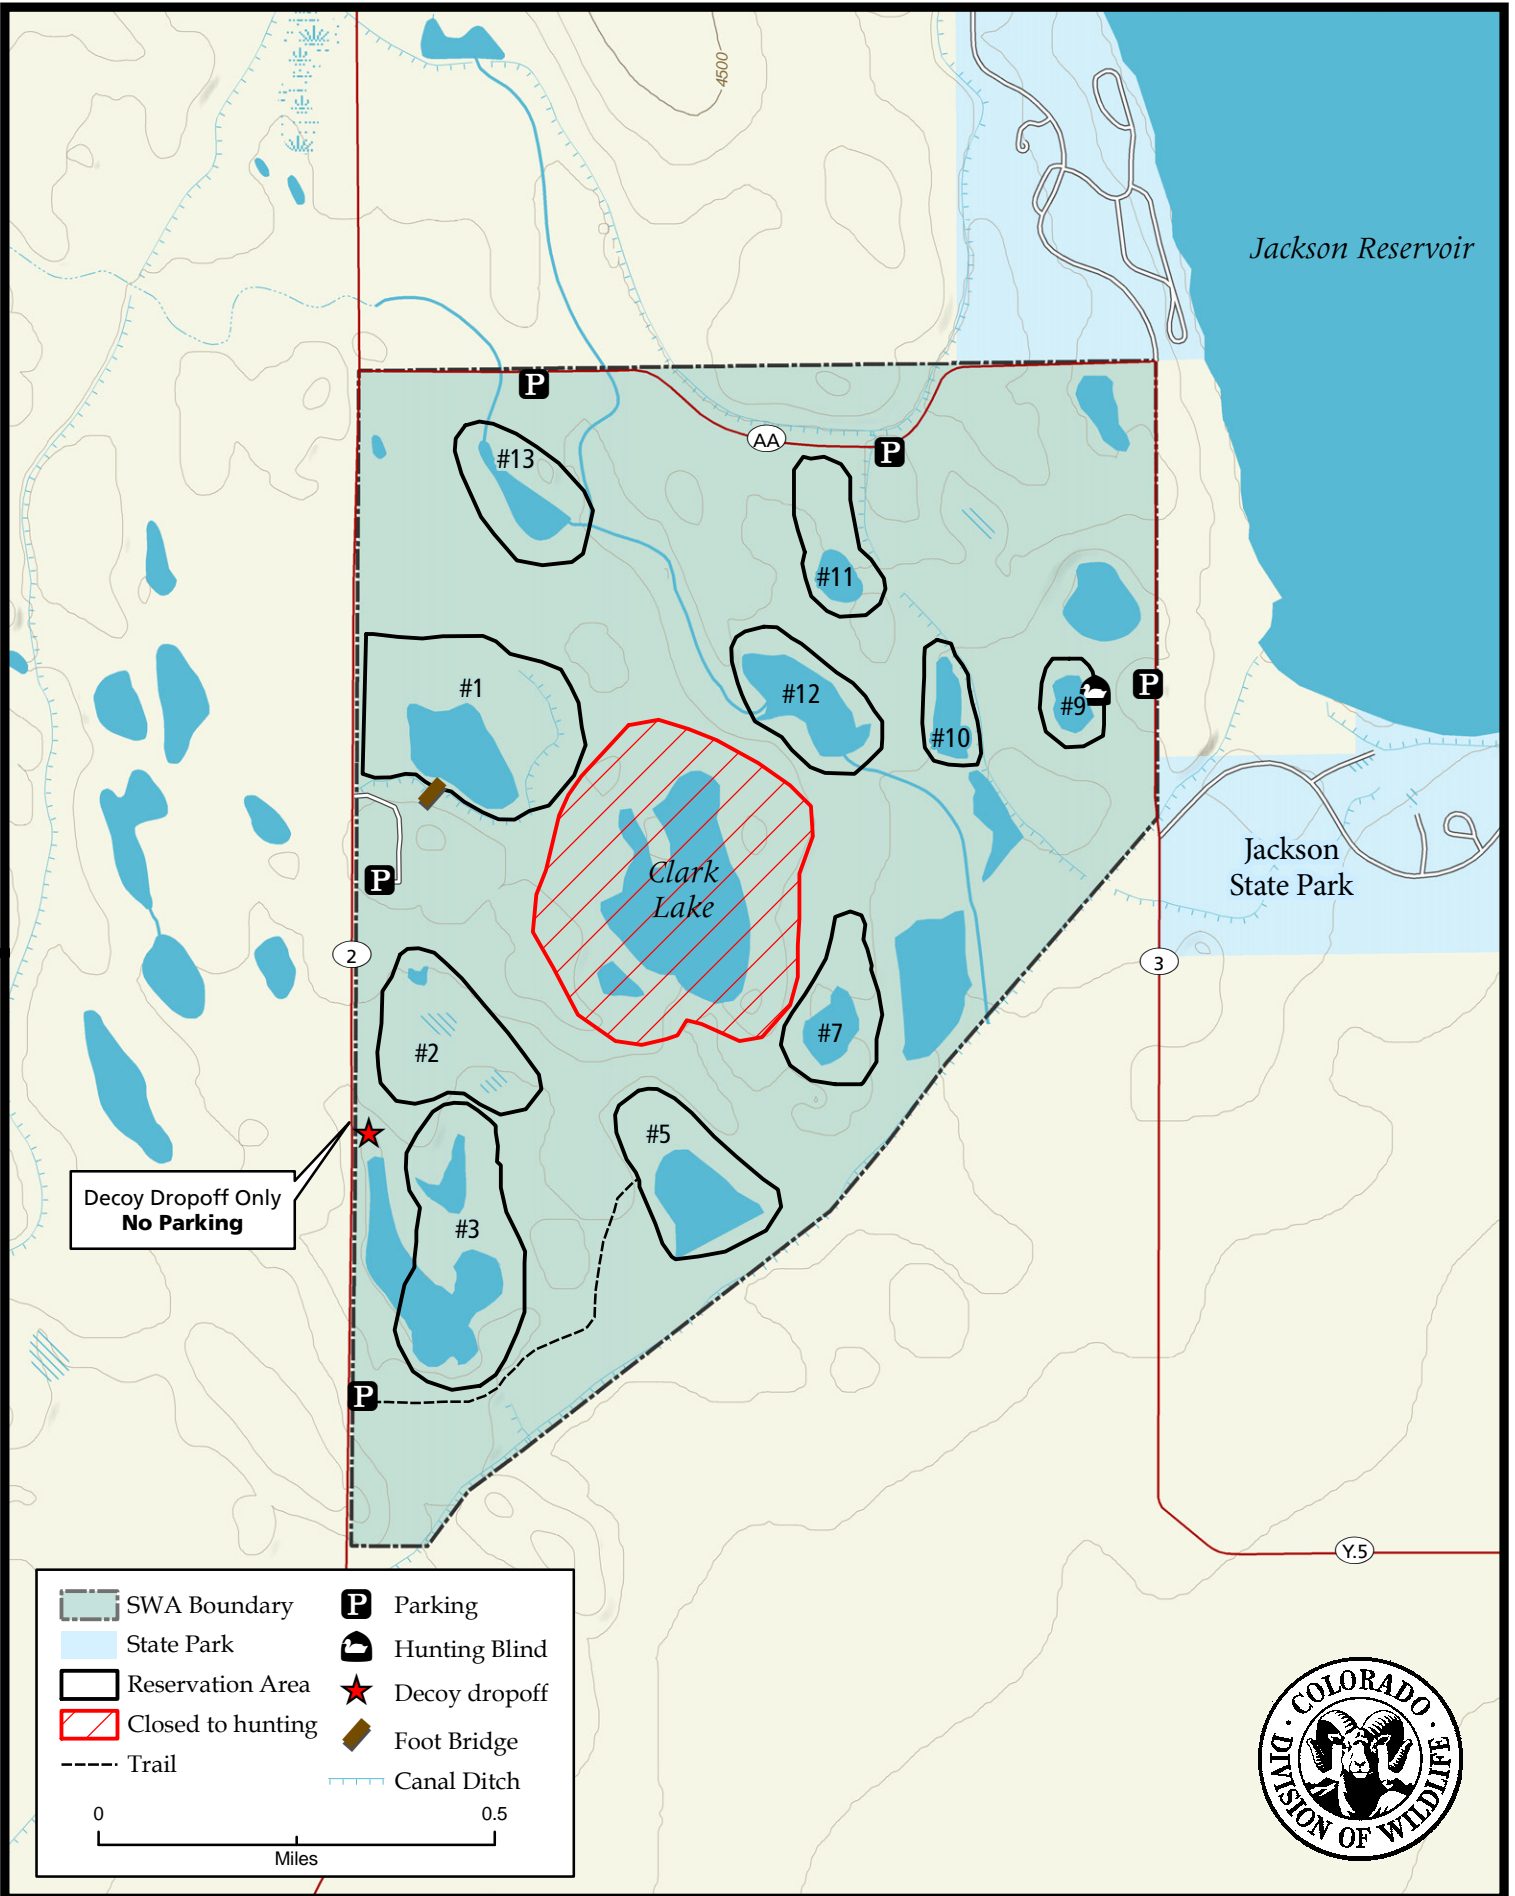 4500
Jackson Reservoir
P
AA
P
#13
#11
#1
#12
#9
P
#10
Clark
Lake
Jackson
State Park
P
2
3
#7
#2
#5
Decoy Dropoff Only
No Parking
#3
P
Y.5
SWA Boundary
State Park
Reservation Area
Closed to hunting
Trail
P Parking
Hunting Blind
Decoy dropoff
Foot Bridge
Canal Ditch
0 0.5
Miles
· COLORADO ·
DIVISION OF WILDLIFE